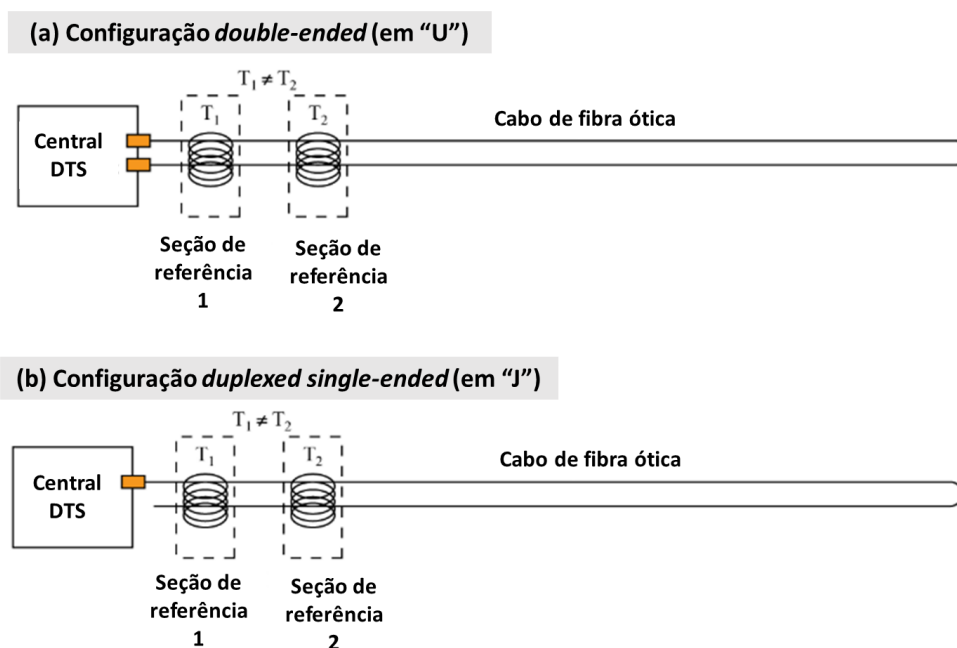 (a) Configuração double-ended (em “U”)
T₁ ≠ T₂
T₁
T₂
Cabo de fibra ótica
Central
DTS
Seção de
referência
1
Seção de
referência
2
(b) Configuração duplexed single-ended (em “J”)
T₁ ≠ T₂
T₁
T₂
Cabo de fibra ótica
Central
DTS
Seção de
referência
1
Seção de
referência
2